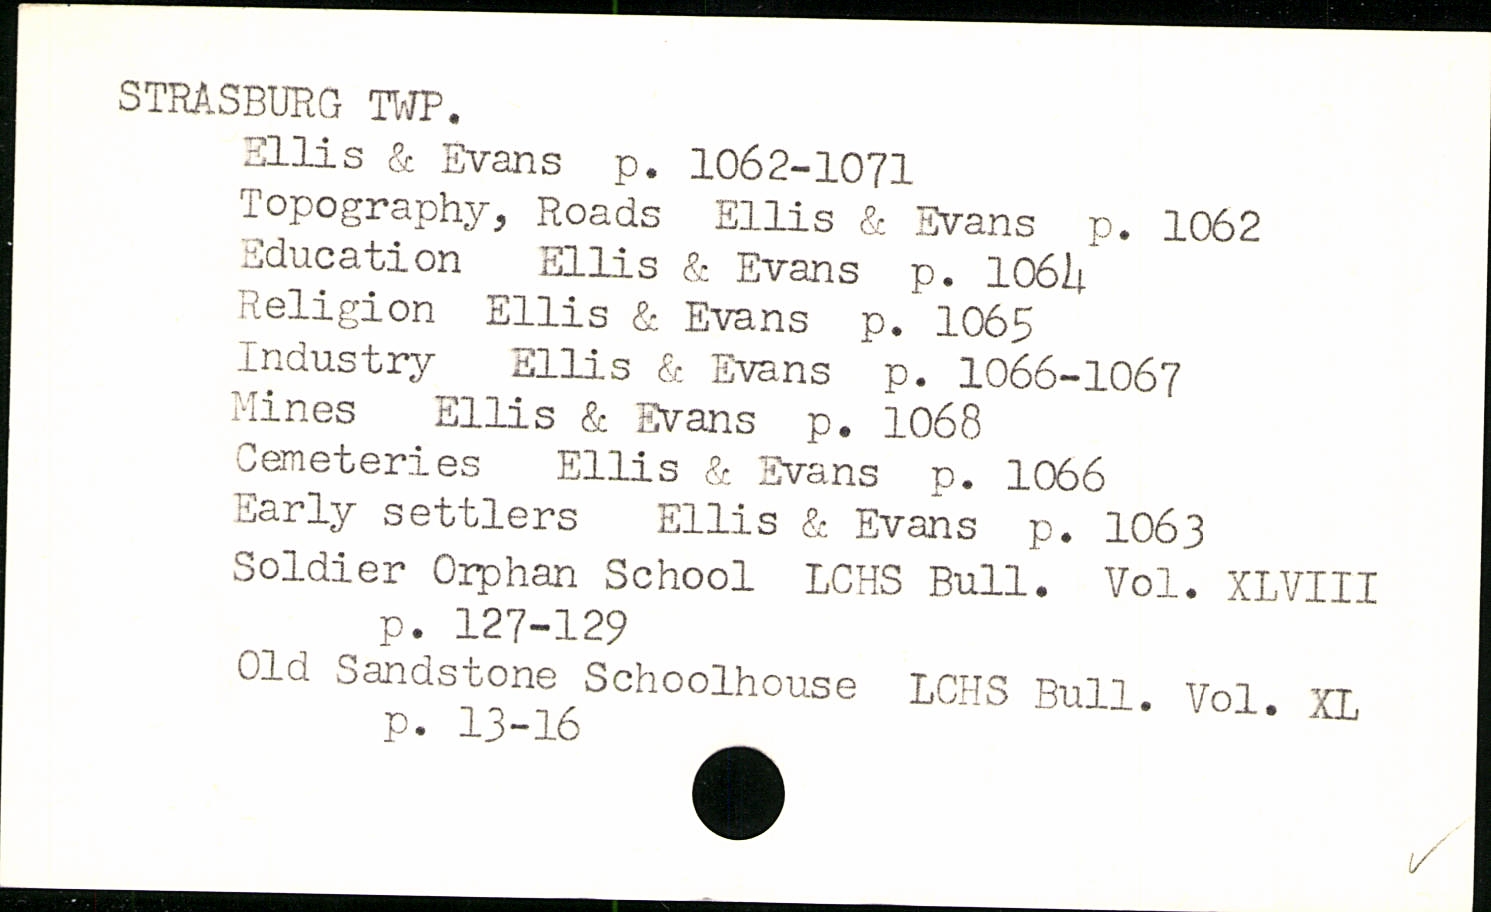 STRASBURG TWP.
Ellis & Evans p. 1062-1071
Topography, Roads Ellis & Evans p. 1062
Education Ellis & Evans p. 1064
Religion Ellis & Evans p. 1065
Industry Ellis & Evans p. 1066-1067
Mines Ellis & Evans p. 1068
Cemeteries Ellis & Evans p. 1066
Early settlers Ellis & Evans p. 1063
Soldier Orphan School LCHS Bull. Vol. XLVIII
p. 127-129
Old Sandstone Schoolhouse LCHS Bull. Vol. XL
p. 13-16